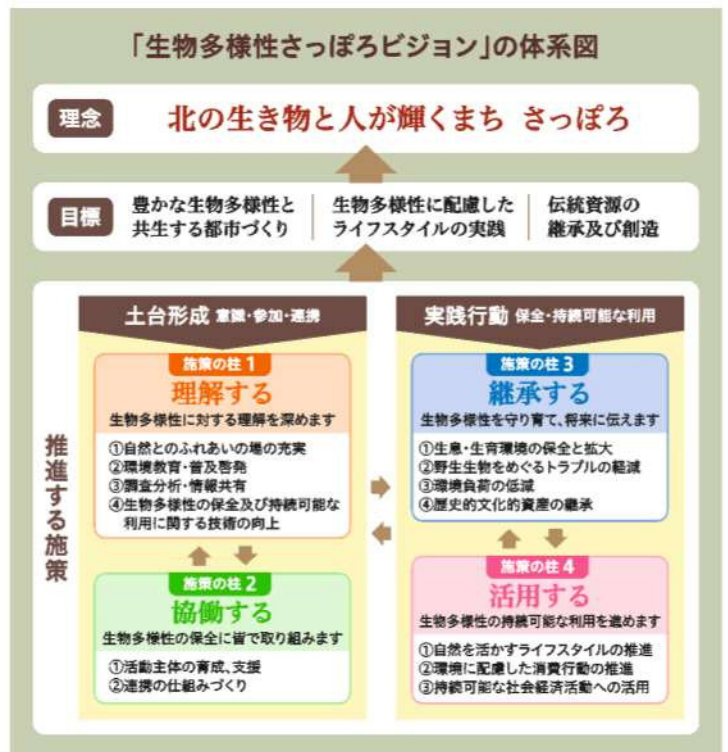 「生物多様性さっぽろビジョン」の体系図
理念
北の生き物と人が輝くまち さっぽろ
目標
豊かな生物多様性と
共生する都市づくり
生物多様性に配慮した
ライフスタイルの実践
伝統資源の
継承及び創造
推進する施策
土台形成 意識・参加・連携
施策の柱1
理解する
生物多様性に対する理解を深めます
①自然とのふれあいの場の充実
②環境教育・普及啓発
③調査分析・情報共有
④生物多様性の保全及び持続可能な
利用に関する技術の向上
施策の柱2
協働する
生物多様性の保全に皆で取り組みます
①活動主体の育成、支援
②連携の仕組みづくり
実践行動 保全・持続可能な利用
施策の柱3
継承する
生物多様性を守り育て、将来に伝えます
①生息・生育環境の保全と拡大
②野生生物をめぐるトラブルの軽減
③環境負荷の低減
④歴史的文化的資産の継承
施策の柱4
活用する
生物多様性の持続可能な利用を進めます
①自然を活かすライフスタイルの推進
②環境に配慮した消費行動の推進
③持続可能な社会経済活動への活用